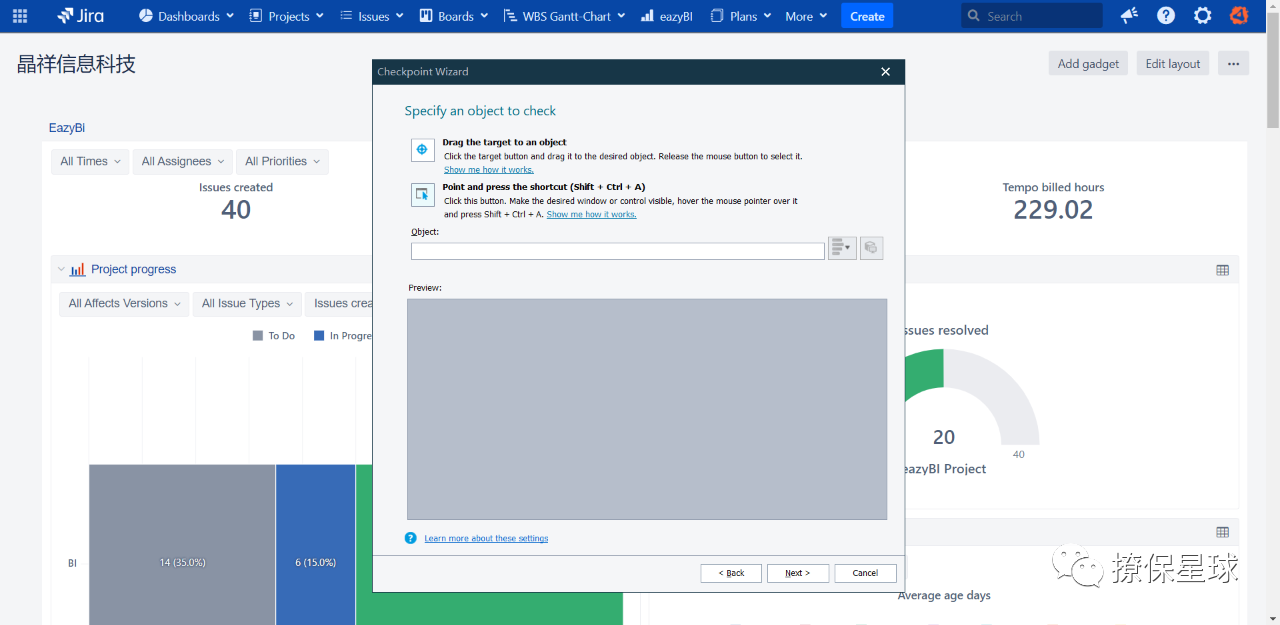 Jira Dashboards Projects Issues Boards WBS Gantt-Chart eazyBI Plans More Create Search
晶祥信息科技
Add gadget Edit layout ···
EazyBI
All Times All Assignees All Priorities
Issues created
40
Tempo billed hours
229.02
Project progress
All Affects Versions All Issue Types Issues crea
To Do In Progre
BI
14 (35.0%) 6 (15.0%)
Checkpoint Wizard
Specify an object to check
Drag the target to an object
Click the target button and drag it to the desired object. Release the mouse button to select it.
Show me how it works.
Point and press the shortcut (Shift + Ctrl + A)
Click this button. Make the desired window or control visible, hover the mouse pointer over it
and press Shift + Ctrl + A. Show me how it works.
Object:
Preview:
Learn more about these settings
< Back Next > Cancel
ssues resolved
20
40
eazyBI Project
Average age days
撩保星球